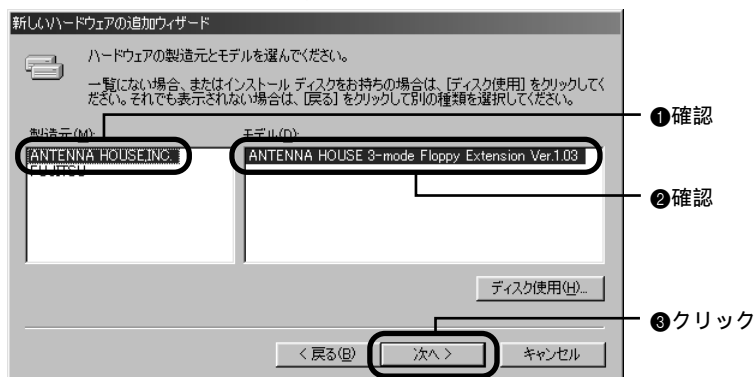 新しいハードウェアの追加ウィザード
ハードウェアの製造元とモデルを選んでください。
一覧にない場合、またはインストール ディスクをお持ちの場合は、[ディスク使用] をクリックしてく
ださい。それでも表示されない場合は、[戻る] をクリックして別の種類を選択してください。
❶確認
製造元(M):
モデル(D):
ANTENNA HOUSE,INC.
ANTENNA HOUSE 3-mode Floppy Extension Ver.1.03
FUJITSU
❷確認
ディスク使用(H)...
❸クリック
< 戻る(B)
次へ >
キャンセル